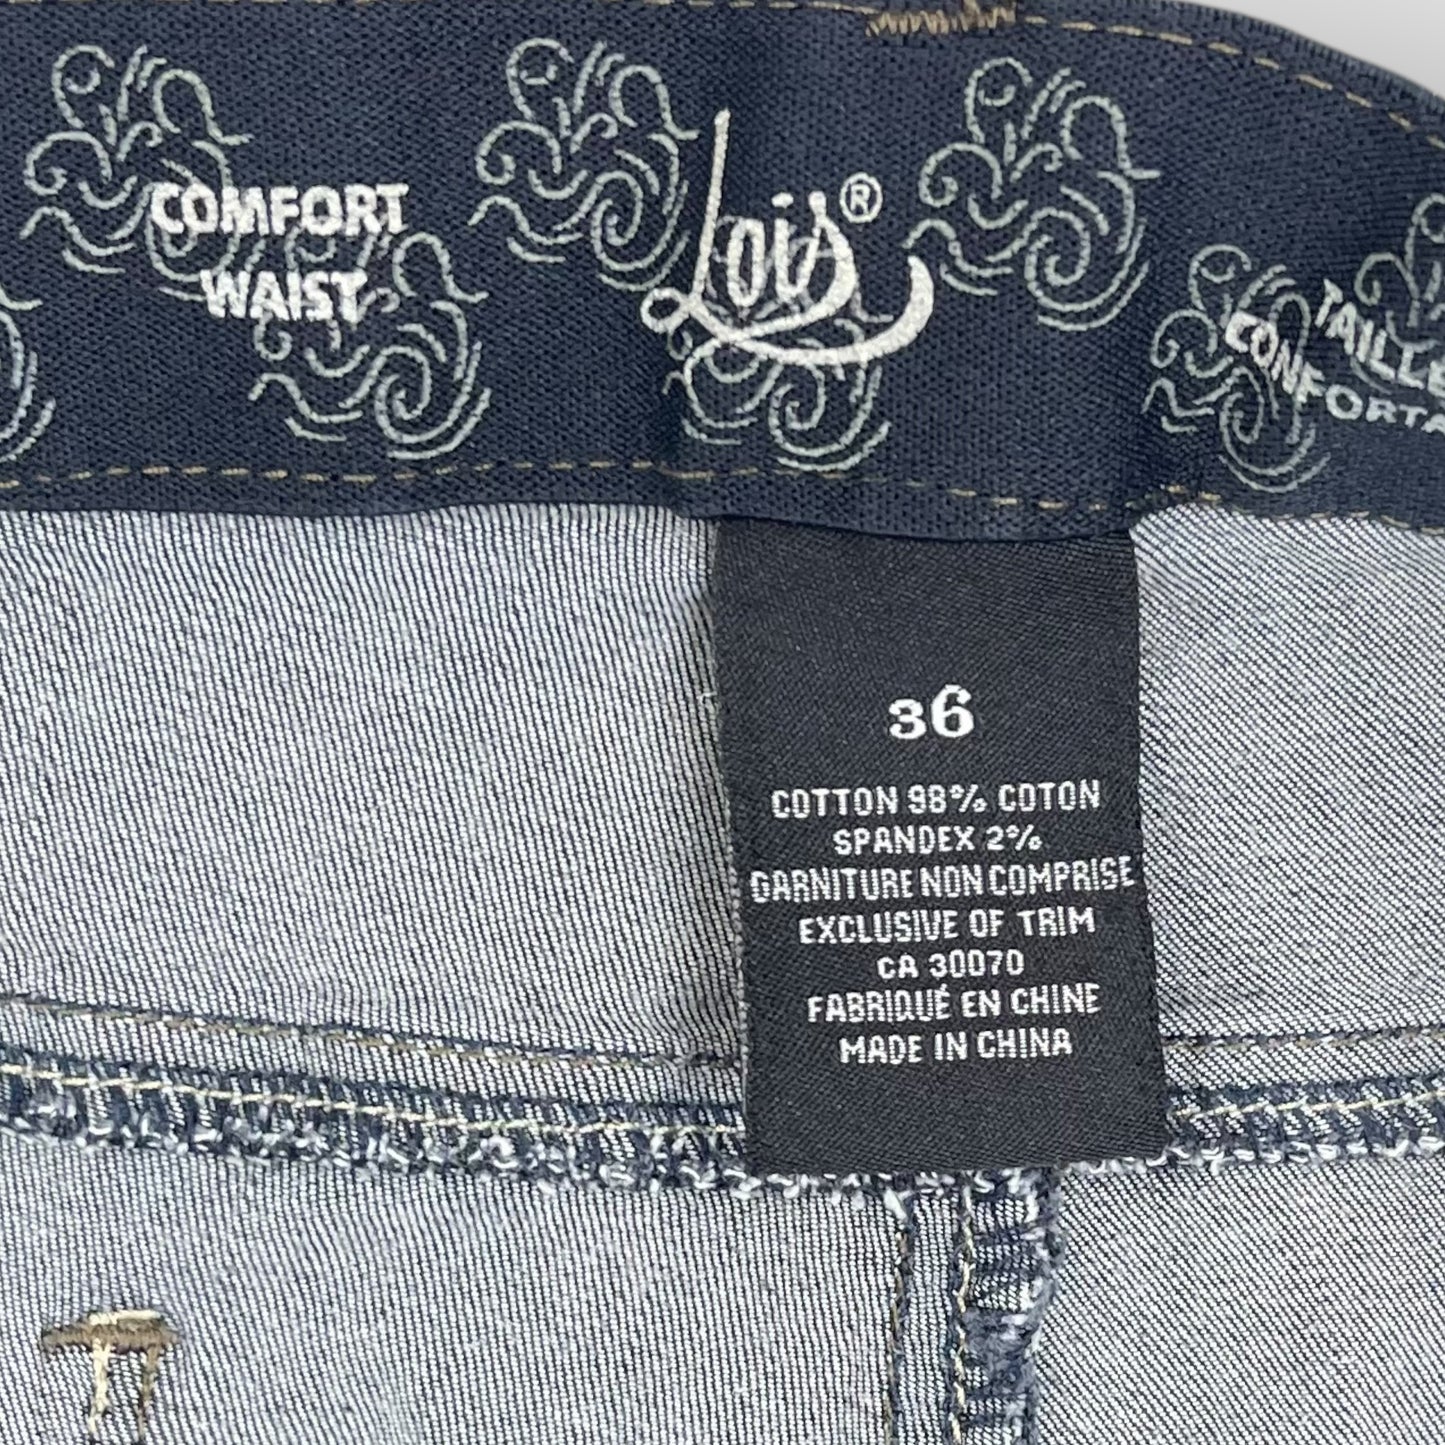 COMFORT
WAIST
Lois®
TAILLE
36
COTTON 98% COTON
SPANDEX 2%
GARNITURE NON COMPRISE
EXCLUSIVE OF TRIM
CA 30070
FABRIQUÉ EN CHINE
MADE IN CHINA